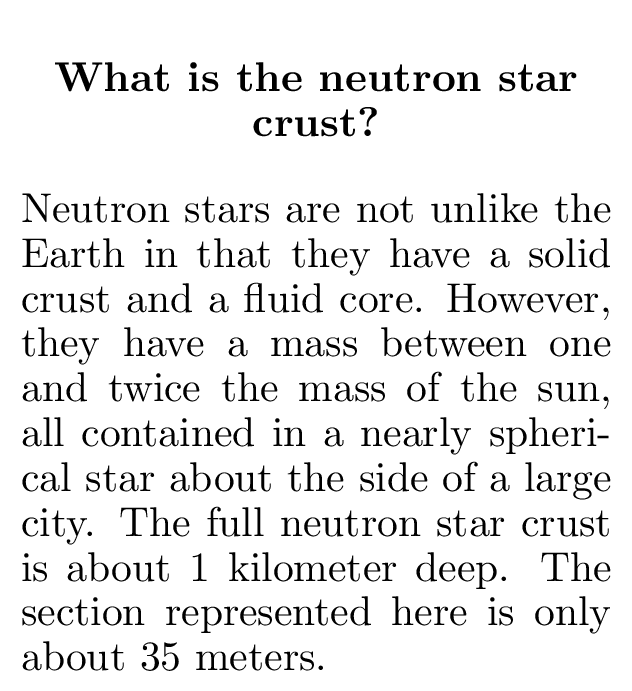 What is the neutron star
crust?
Neutron stars are not unlike the
Earth in that they have a solid
crust and a fluid core. However,
they have a mass between one
and twice the mass of the sun,
all contained in a nearly spheri-
cal star about the side of a large
city. The full neutron star crust
is about 1 kilometer deep. The
section represented here is only
about 35 meters.